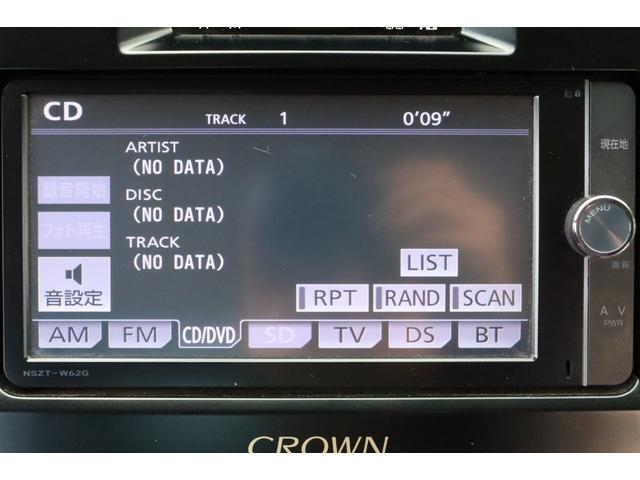 CD TRACK 1 0'09"
ARTIST
(NO DATA)
録音開始
DISC
(NO DATA)
フォト再生
TRACK
(NO DATA)
音設定
LIST
RPT RAND SCAN
AM FM CD/DVD SD TV DS BT
NSZT-W62G
現在地
MENU
画質
A V
PWR
CROWN